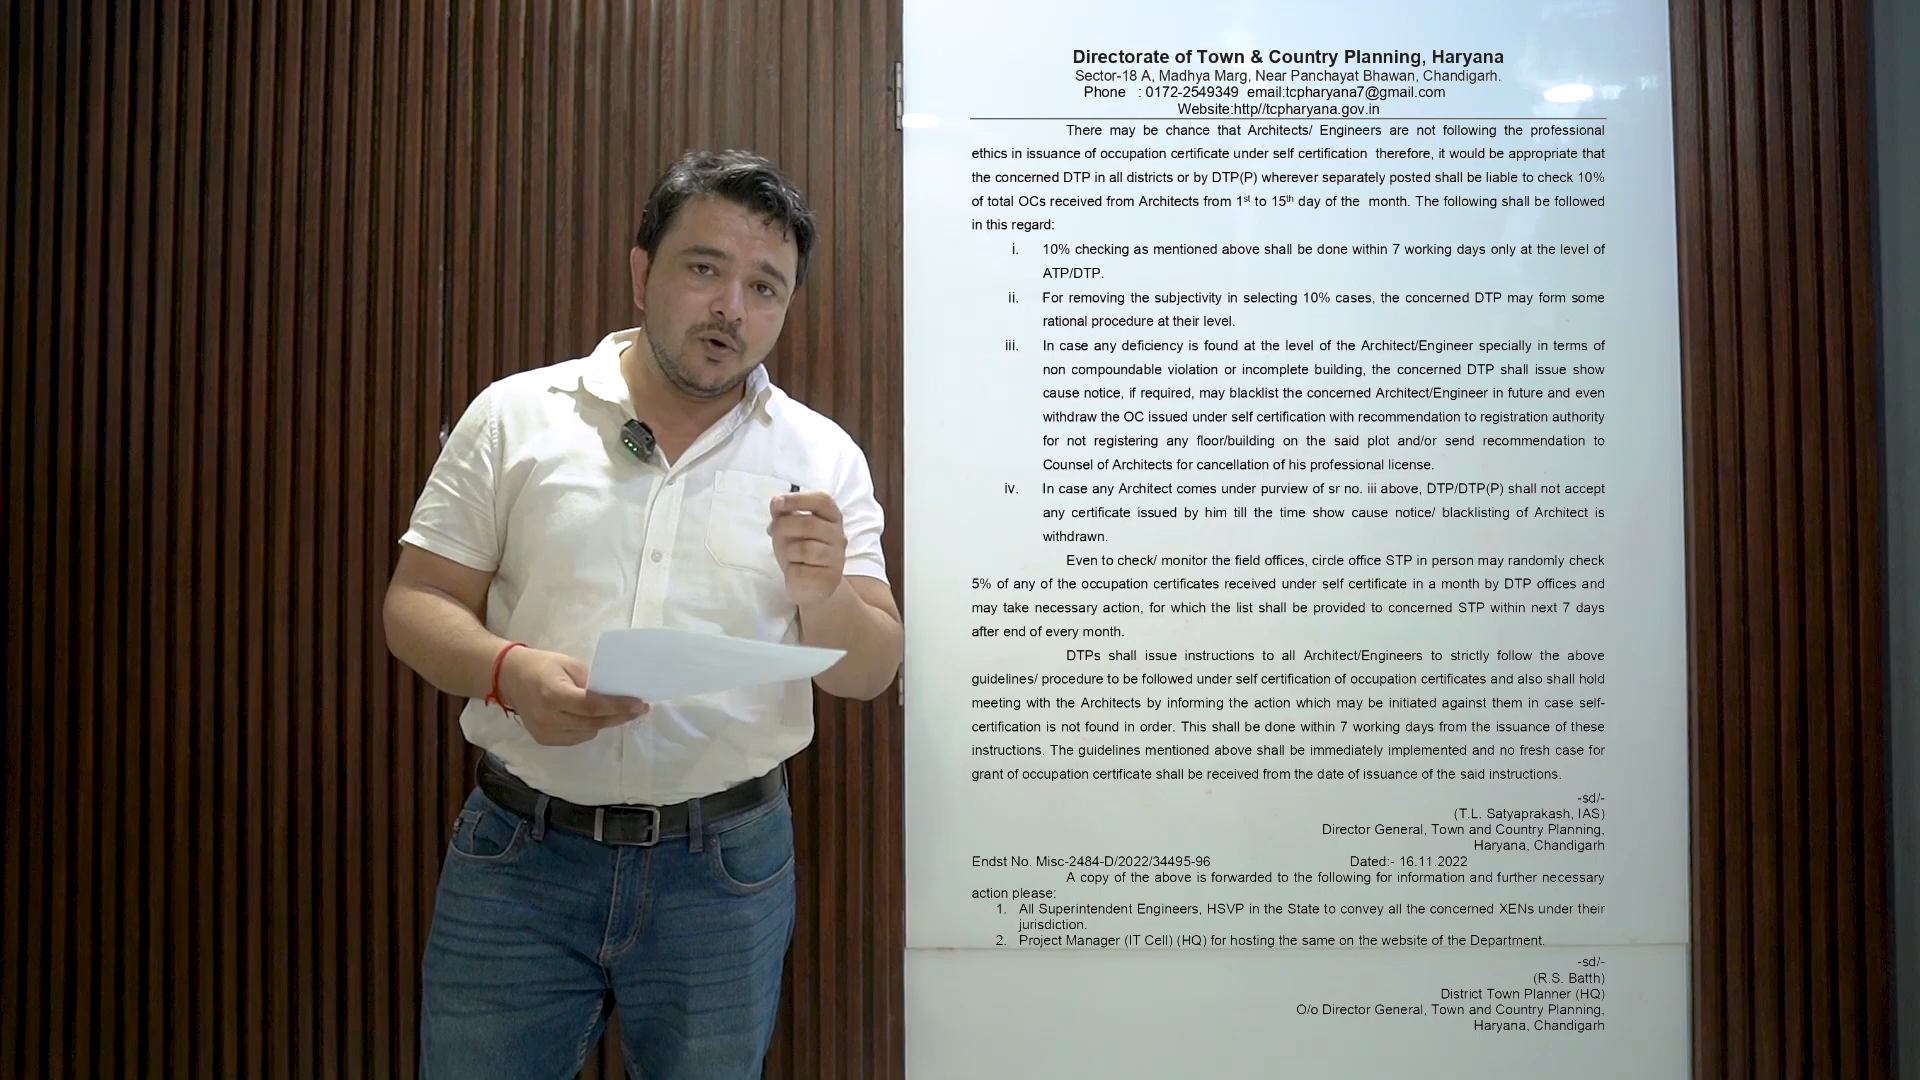 Directorate of Town & Country Planning, Haryana
Sector-18 A, Madhya Marg, Near Panchayat Bhawan, Chandigarh.
Phone : 0172-2549349 email:tcpharyana7@gmail.com
Website:http//tcpharyana.gov.in
There may be chance that Architects/ Engineers are not following the professional
ethics in issuance of occupation certificate under self certification therefore, it would be appropriate that
the concerned DTP in all districts or by DTP(P) wherever separately posted shall be liable to check 10%
of total OCs received from Architects from 1st to 15th day of the month. The following shall be followed
in this regard:
i. 10% checking as mentioned above shall be done within 7 working days only at the level of
ATP/DTP.
ii. For removing the subjectivity in selecting 10% cases, the concerned DTP may form some
rational procedure at their level.
iii. In case any deficiency is found at the level of the Architect/Engineer specially in terms of
non compoundable violation or incomplete building, the concerned DTP shall issue show
cause notice, if required, may blacklist the concerned Architect/Engineer in future and even
withdraw the OC issued under self certification with recommendation to registration authority
for not registering any floor/building on the said plot and/or send recommendation to
Counsel of Architects for cancellation of his professional license.
iv. In case any Architect comes under purview of sr no. iii above, DTP/DTP(P) shall not accept
any certificate issued by him till the time show cause notice/ blacklisting of Architect is
withdrawn.
Even to check/ monitor the field offices, circle office STP in person may randomly check
5% of any of the occupation certificates received under self certificate in a month by DTP offices and
may take necessary action, for which the list shall be provided to concerned STP within next 7 days
after end of every month.
DTPs shall issue instructions to all Architect/Engineers to strictly follow the above
guidelines/ procedure to be followed under self certification of occupation certificates and also shall hold
meeting with the Architects by informing the action which may be initiated against them in case self-
certification is not found in order. This shall be done within 7 working days from the issuance of these
instructions. The guidelines mentioned above shall be immediately implemented and no fresh case for
grant of occupation certificate shall be received from the date of issuance of the said instructions.
-sd/-
(T.L. Satyaprakash, IAS)
Director General, Town and Country Planning,
Haryana, Chandigarh
Endst No. Misc-2484-D/2022/34495-96 Dated:- 16.11.2022
A copy of the above is forwarded to the following for information and further necessary
action please:
1. All Superintendent Engineers, HSVP in the State to convey all the concerned XENs under their
jurisdiction.
2. Project Manager (IT Cell) (HQ) for hosting the same on the website of the Department.
-sd/-
(R.S. Batth)
District Town Planner (HQ)
O/o Director General, Town and Country Planning,
Haryana, Chandigarh